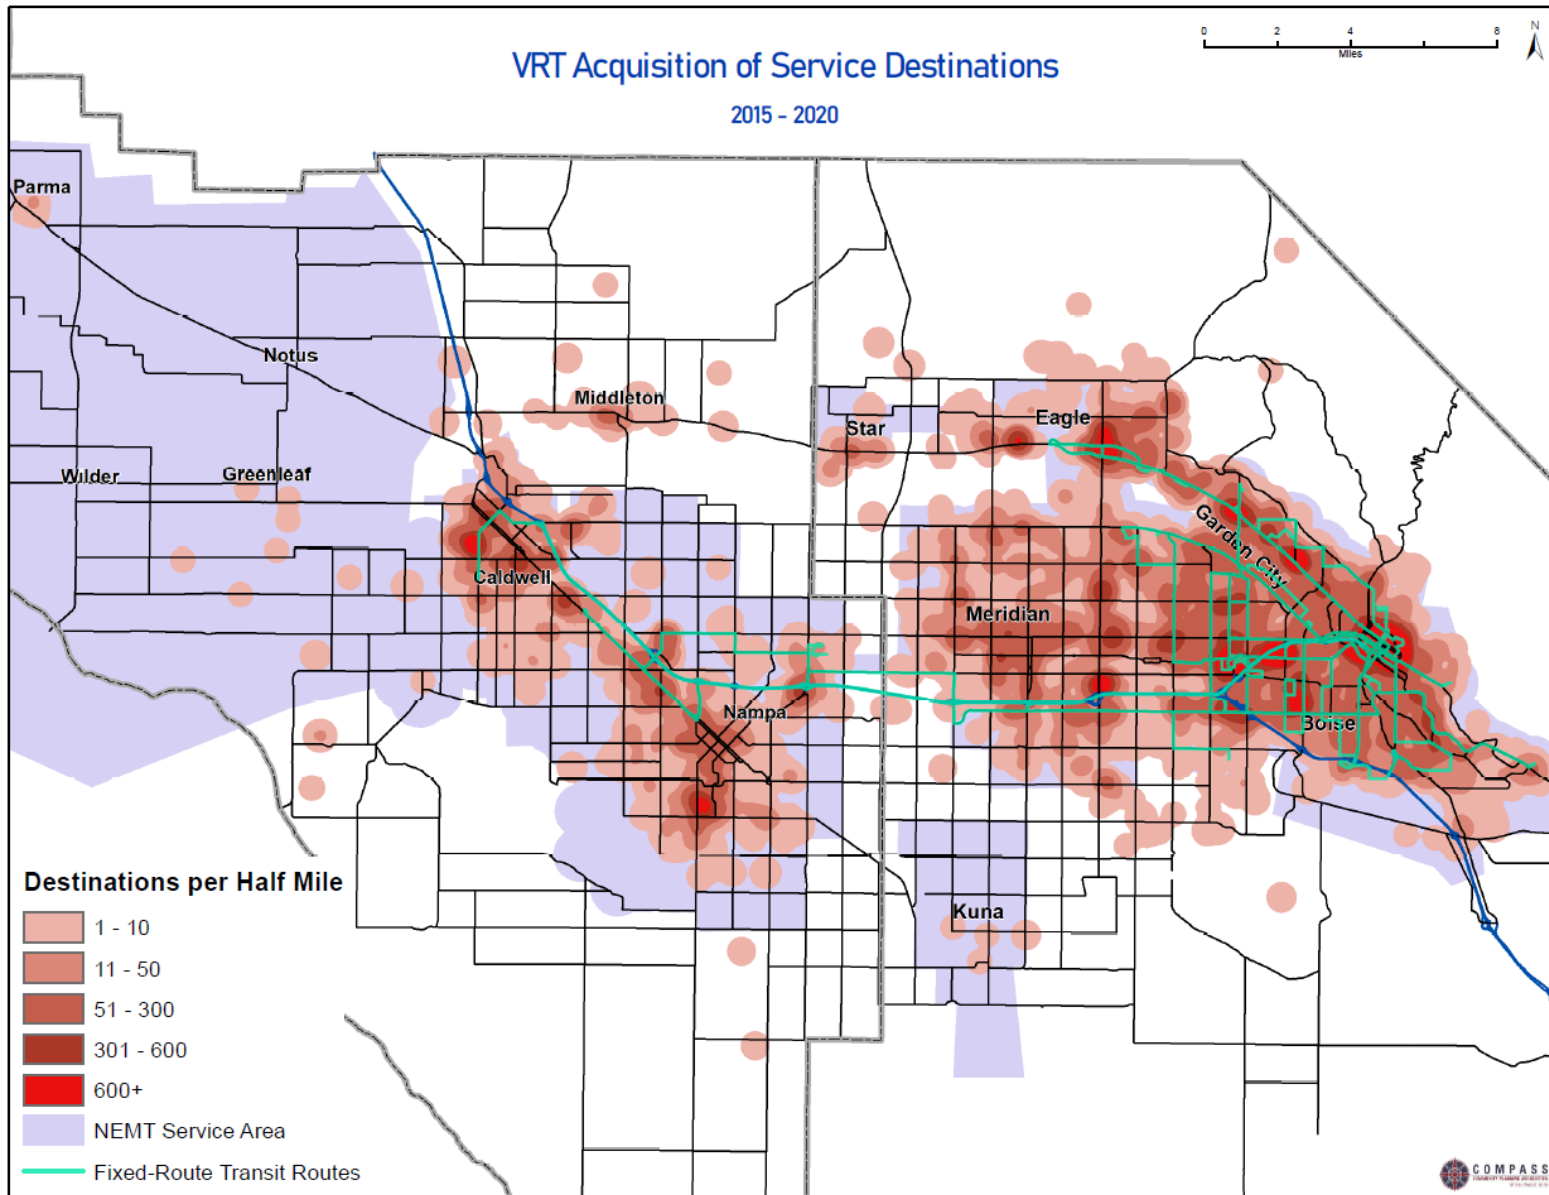 VRT Acquisition of Service Destinations
2015 - 2020
0 2 4 8
Miles
N
Parma
Notus
Middleton
Star
Eagle
Wilder
Greenleaf
Garden City
Caldwell
Meridian
Nampa
Boise
Kuna
Destinations per Half Mile
1 - 10
11 - 50
51 - 300
301 - 600
600+
NEMT Service Area
Fixed-Route Transit Routes
COMPASS